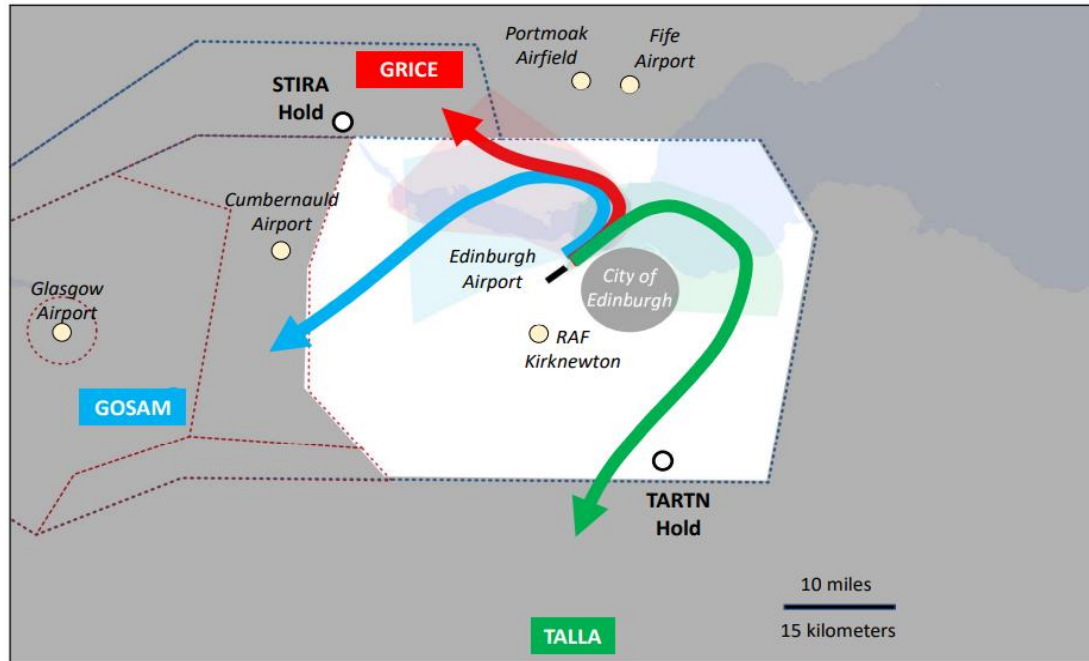 Portmoak
Airfield
Fife
Airport
GRICE
STIRA
Hold
Cumbernauld
Airport
Edinburgh
Airport
City of
Edinburgh
Glasgow
Airport
RAF
Kirknewton
GOSAM
TARTN
Hold
10 miles
15 kilometers
TALLA